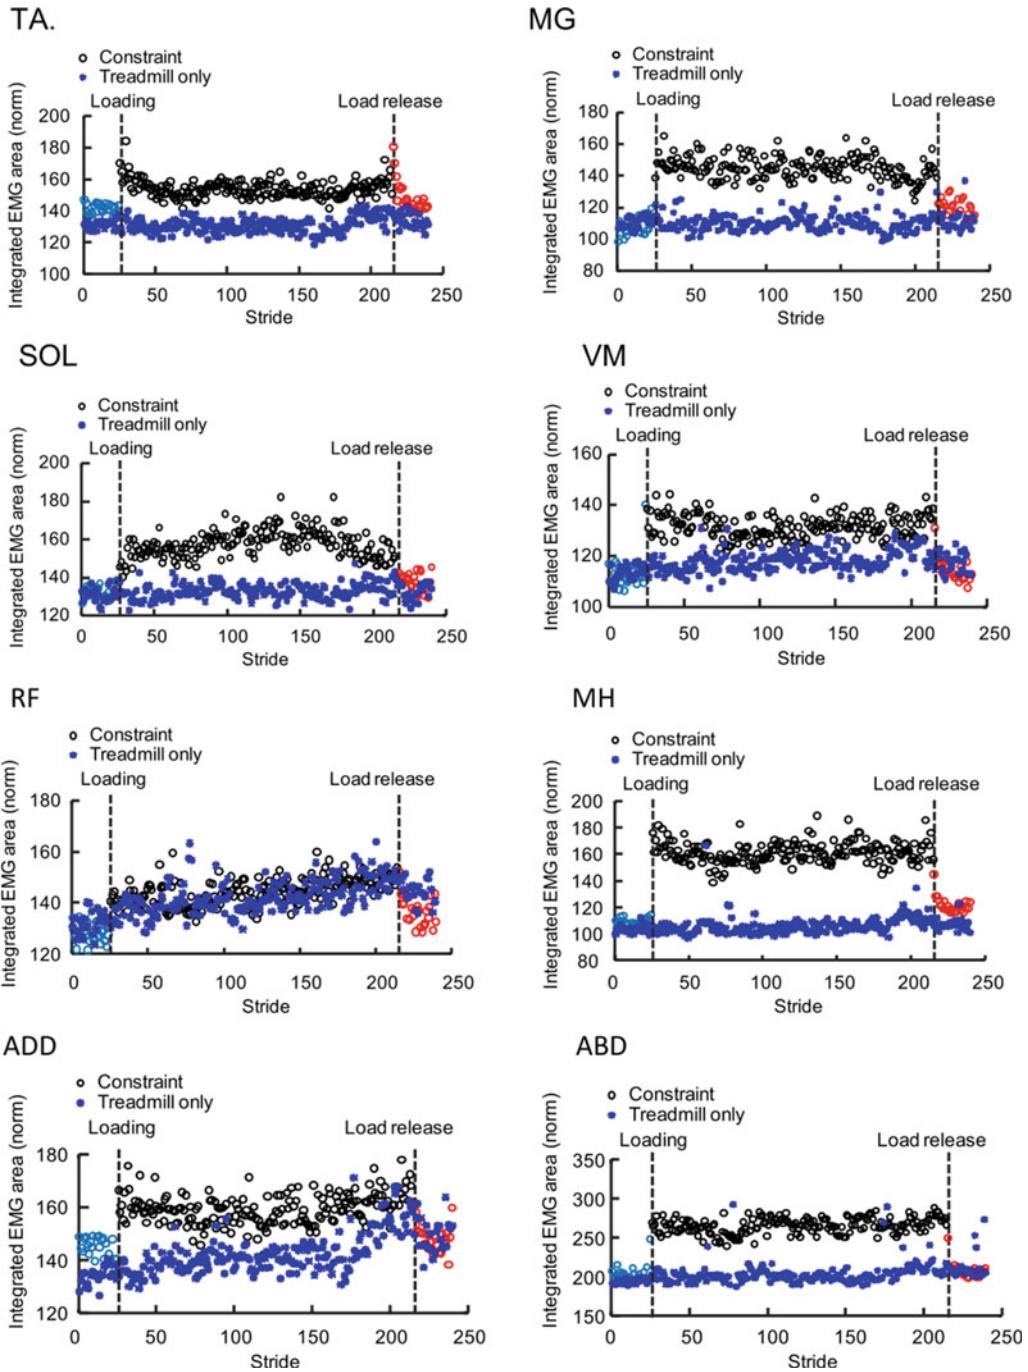 TA.
Constraint
Treadmill only
Loading
Load release
Integrated EMG area (norm)
200
180
160
140
120
100
0 50 100 150 200 250
Stride
MG
Constraint
Treadmill only
Loading
Load release
Integrated EMG area (norm)
180
160
140
120
100
80
0 50 100 150 200 250
Stride
SOL
Constraint
Treadmill only
Loading
Load release
Integrated EMG area (norm)
200
180
160
140
120
0 50 100 150 200 250
Stride
VM
Constraint
Treadmill only
Loading
Load release
Integrated EMG area (norm)
160
140
120
100
0 50 100 150 200 250
Stride
RF
Constraint
Treadmill only
Loading
Load release
Integrated EMG area (norm)
180
160
140
120
0 50 100 150 200 250
Stride
MH
Constraint
Treadmill only
Loading
Load release
Integrated EMG area (norm)
200
180
160
140
120
100
80
0 50 100 150 200 250
Stride
ADD
Constraint
Treadmill only
Loading
Load release
Integrated EMG area (norm)
180
160
140
120
0 50 100 150 200 250
Stride
ABD
Constraint
Treadmill only
Loading
Load release
Integrated EMG area (norm)
350
300
250
200
150
0 50 100 150 200 250
Stride